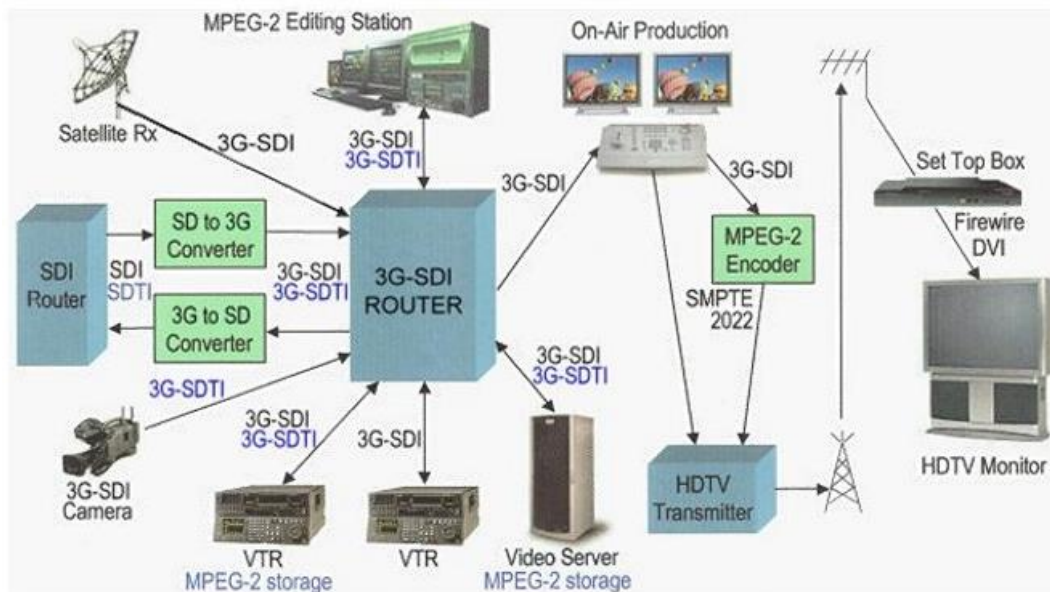 MPEG-2 Editing Station
On-Air Production
Satellite Rx
3G-SDI
3G-SDI
3G-SDTI
3G-SDI
3G-SDI
Set Top Box
Firewire
DVI
SD to 3G
Converter
SDI
Router
SDI
SDTI
3G-SDI
3G-SDTI
3G-SDI
ROUTER
MPEG-2
Encoder
3G to SD
Converter
SMPTE
2022
3G-SDTI
3G-SDI
3G-SDTI
3G-SDI
3G-SDI
3G-SDTI
3G-SDI
Camera
HDTV
Transmitter
HDTV Monitor
VTR
MPEG-2 storage
VTR
Video Server
MPEG-2 storage